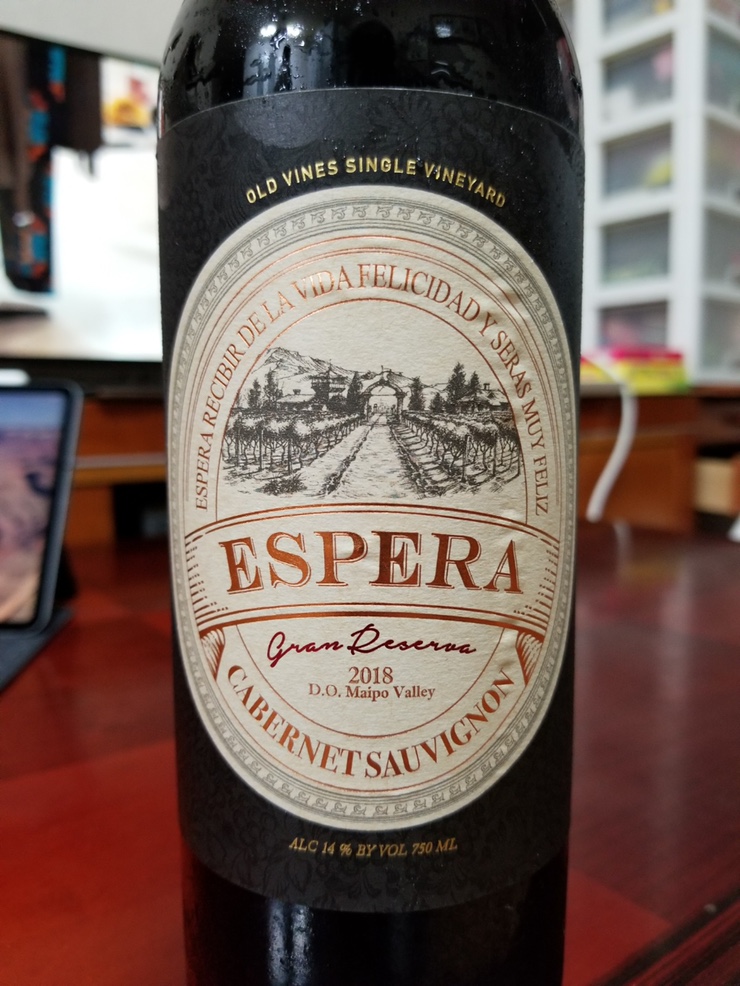 OLD VINES SINGLE VINEYARD
ESPERA RECIBIR DE LA VIDA FELICIDAD Y SERAS MUY FELIZ
ESPERA
Gran Reserva
2018
D.O. Maipo Valley
CABERNET SAUVIGNON
ALC 14 % BY VOL 750 ML